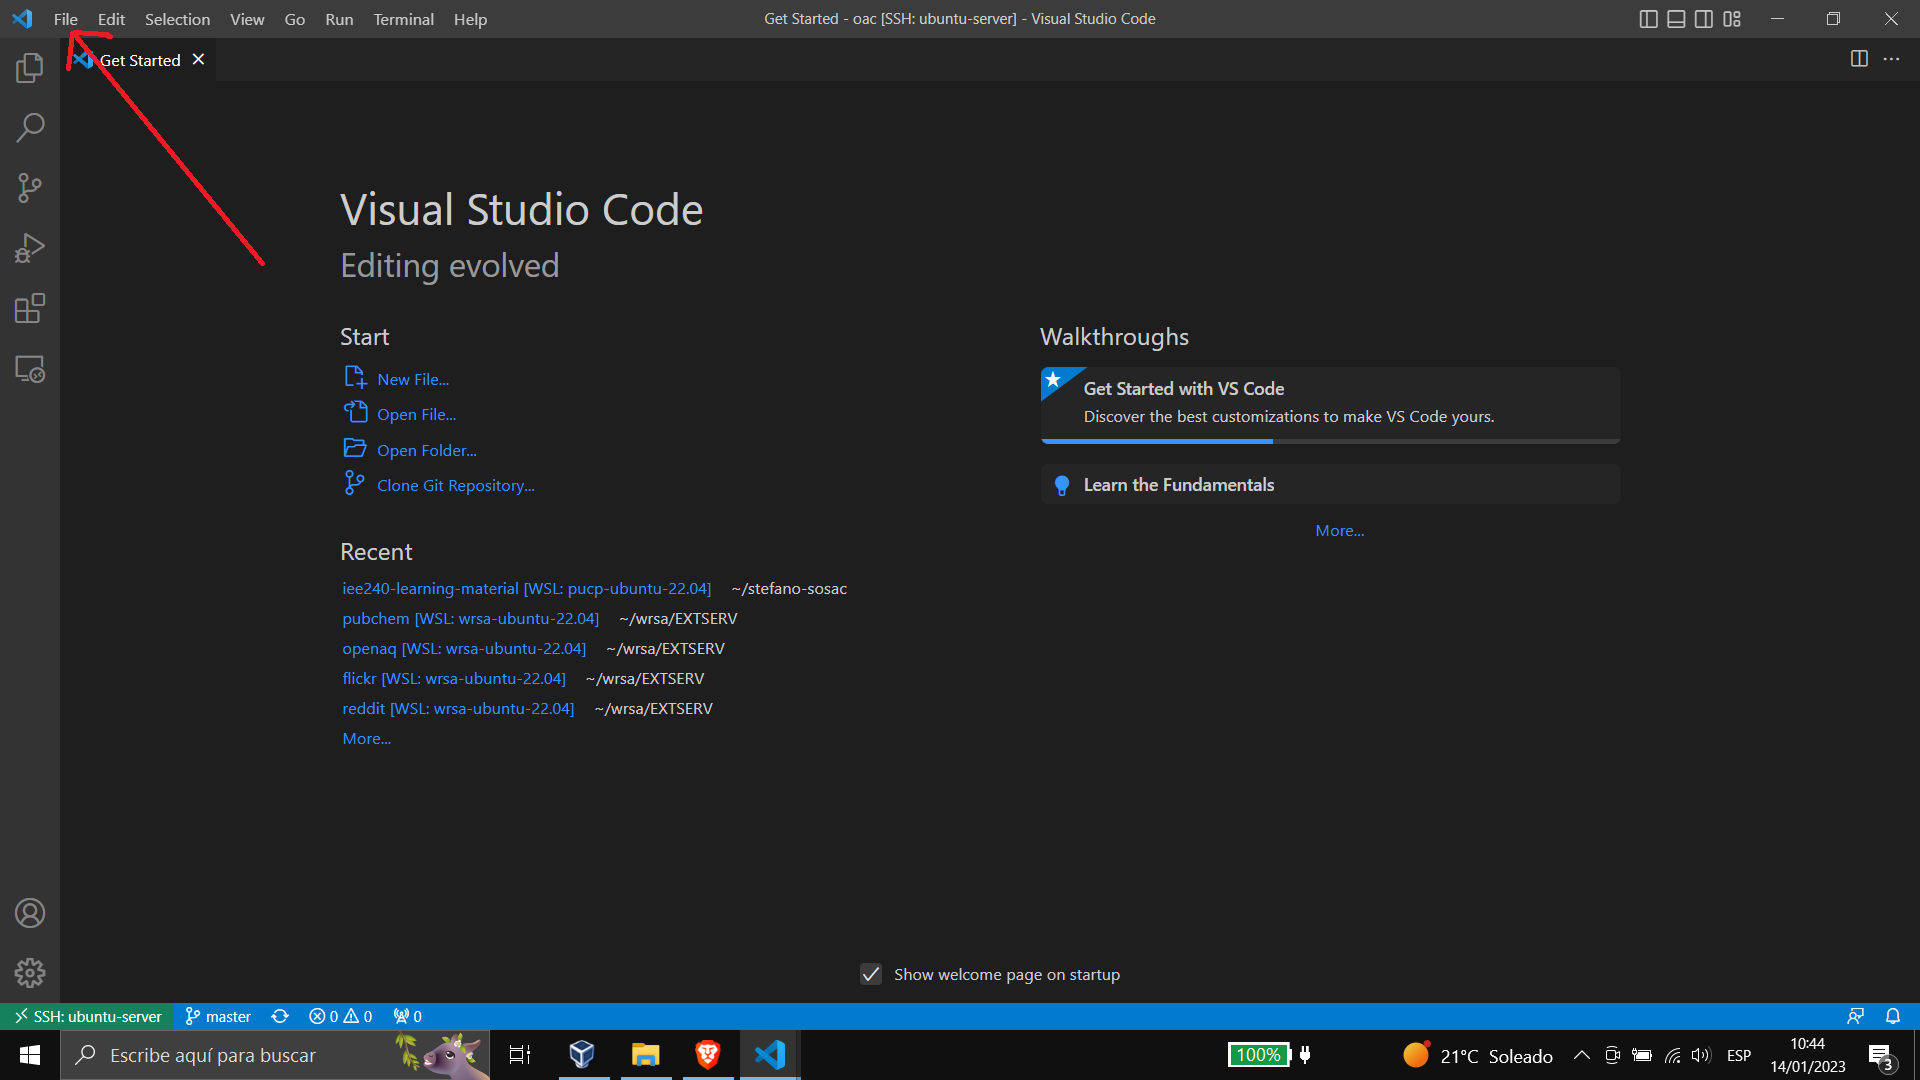 File Edit Selection View Go Run Terminal Help
Get Started - oac [SSH: ubuntu-server] - Visual Studio Code
Get Started
Visual Studio Code
Editing evolved
Start
New File...
Open File...
Open Folder...
Clone Git Repository...
Recent
iee240-learning-material [WSL: pucp-ubuntu-22.04] ~/stefano-sosac
pubchem [WSL: wrsa-ubuntu-22.04] ~/wrsa/EXTSERV
openaq [WSL: wrsa-ubuntu-22.04] ~/wrsa/EXTSERV
flickr [WSL: wrsa-ubuntu-22.04] ~/wrsa/EXTSERV
reddit [WSL: wrsa-ubuntu-22.04] ~/wrsa/EXTSERV
More...
Walkthroughs
Get Started with VS Code
Discover the best customizations to make VS Code yours.
Learn the Fundamentals
More...
Show welcome page on startup
SSH: ubuntu-server master 0 0 0
Escribe aquí para buscar
100%
21°C Soleado
ESP
10:44
14/01/2023
3